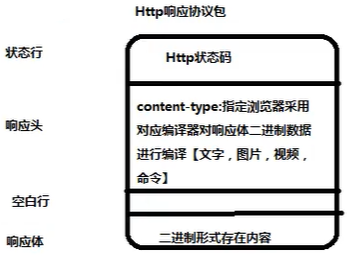 Http响应协议包
状态行
Http状态码
响应头
content-type:指定浏览器采用
对应编译器对响应体二进制数据
进行编译【文字，图片，视频，
命令】
空白行
响应体
二进制形式存在内容